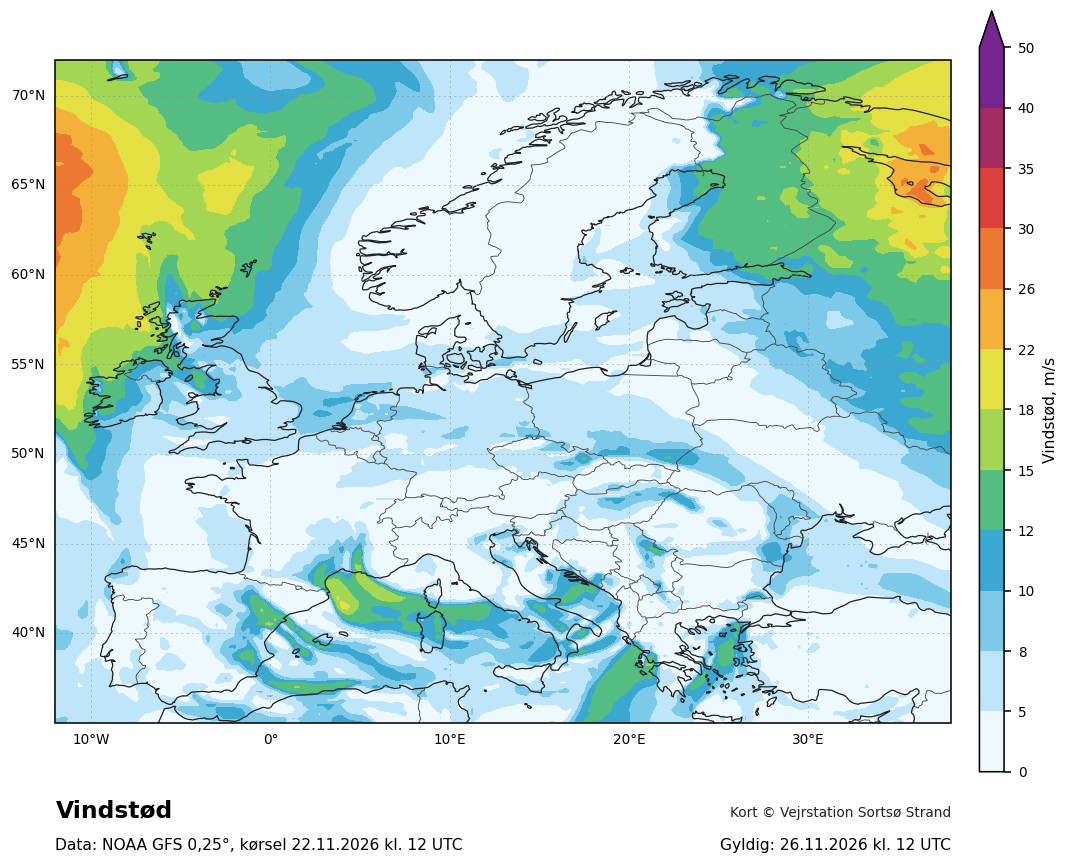 50
40
35
30
26
22
18
15
12
10
8
5
0
Vindstød, m/s
70°N
65°N
60°N
55°N
50°N
45°N
40°N
10°W
0°
10°E
20°E
30°E
Vindstød
Kort © Vejrstation Sortsø Strand
Data: NOAA GFS 0,25°, kørsel 22.11.2026 kl. 12 UTC
Gyldig: 26.11.2026 kl. 12 UTC